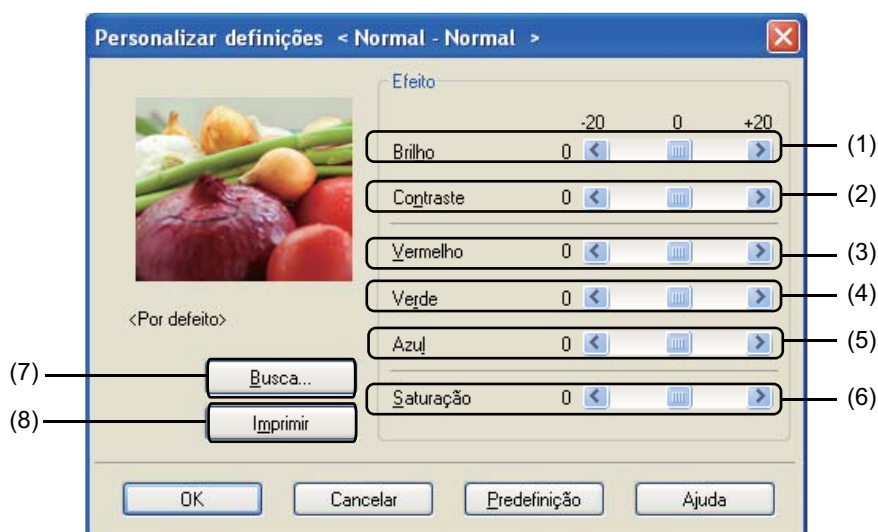 Personalizar definições < Normal - Normal >
Efeito
-20 0 +20
Brilho 0 (1)
Contraste 0 (2)
Vermelho 0 (3)
Verde 0 (4)
<Por defeito>
Azul 0 (5)
(7) Busca...
Saturação 0 (6)
(8) Imprimir
OK Cancelar Predefinição Ajuda